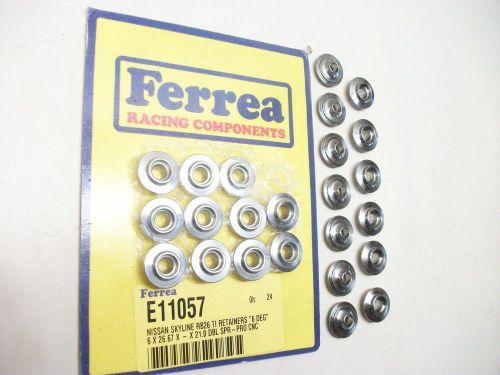 Ferrea
RACING COMPONENTS
Ferrea
E11057
Qty: 24
NISSAN SKYLINE RB26 TI RETAINERS "6 DEG"
6 X 26.67 X - X 21.0 DBL SPR-PRO CNC